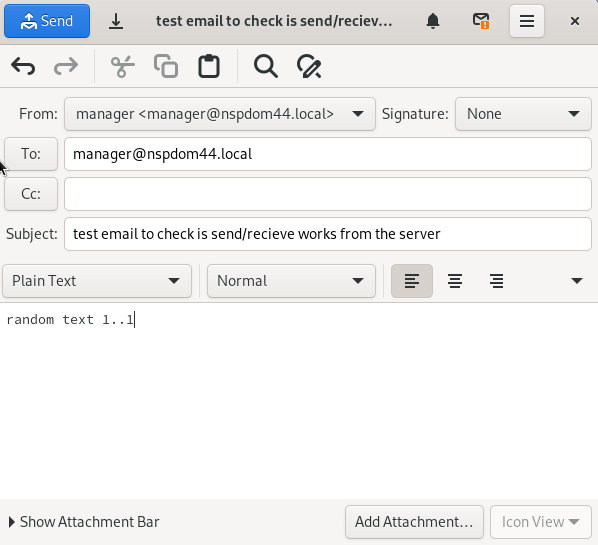 Send test email to check is send/reciev...
From: manager <manager@nspdom44.local> Signature: None
To: manager@nspdom44.local
Cc:
Subject: test email to check is send/recieve works from the server
Plain Text Normal
random text 1..1
Show Attachment Bar Add Attachment... Icon View